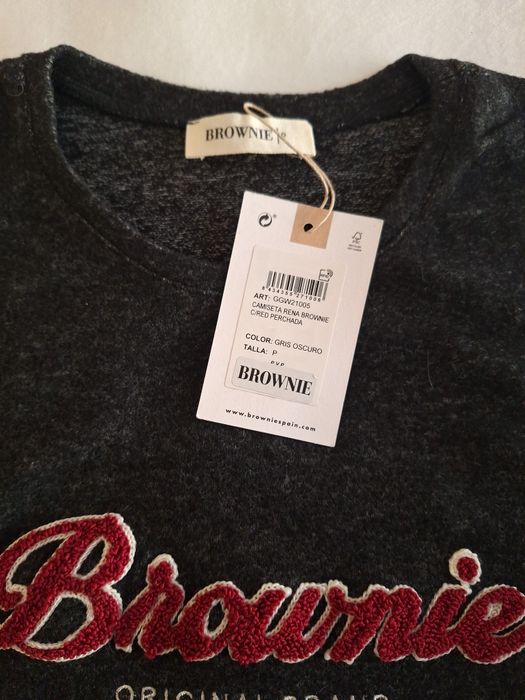 BROWNIE
ART: GGW21005
CAMISETA RENA BROWNIE
C/RED PERCHADA
COLOR: GRIS OSCURO
TALLA: P
PVP
BROWNIE
www.browniespain.com
Brownie
ORIGINAL BRAND